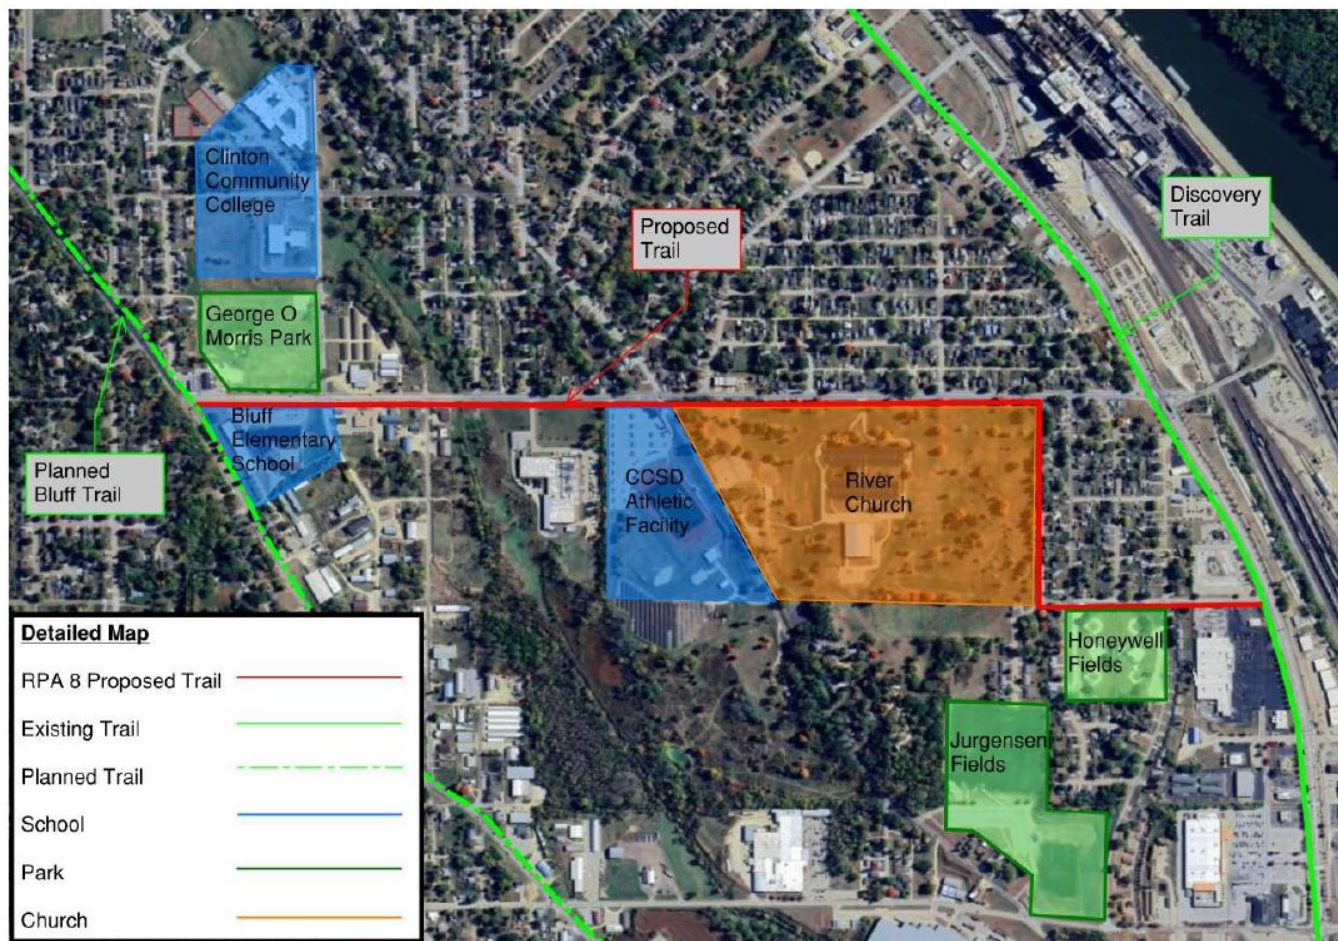 Clinton
Community
College
Discovery
Trail
Proposed
Trail
George O
Morris Park
Bluff
Elementary
School
Planned
Bluff Trail
CCSD
Athletic
Facility
River
Church
Honeywell
Fields
Jurgensen
Fields
Detailed Map
RPA 8 Proposed Trail
Existing Trail
Planned Trail
School
Park
Church